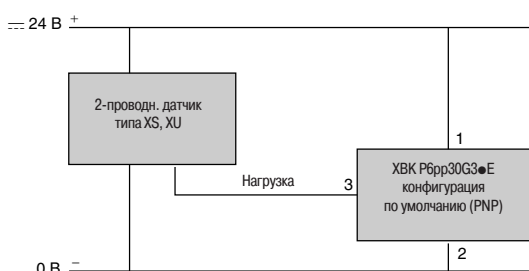 24 В +
2-проводн. датчик
типа XS, XU
1
Нагрузка
3
XBK P6pp30G3●E
конфигурация
по умолчанию (PNP)
2
0 В –